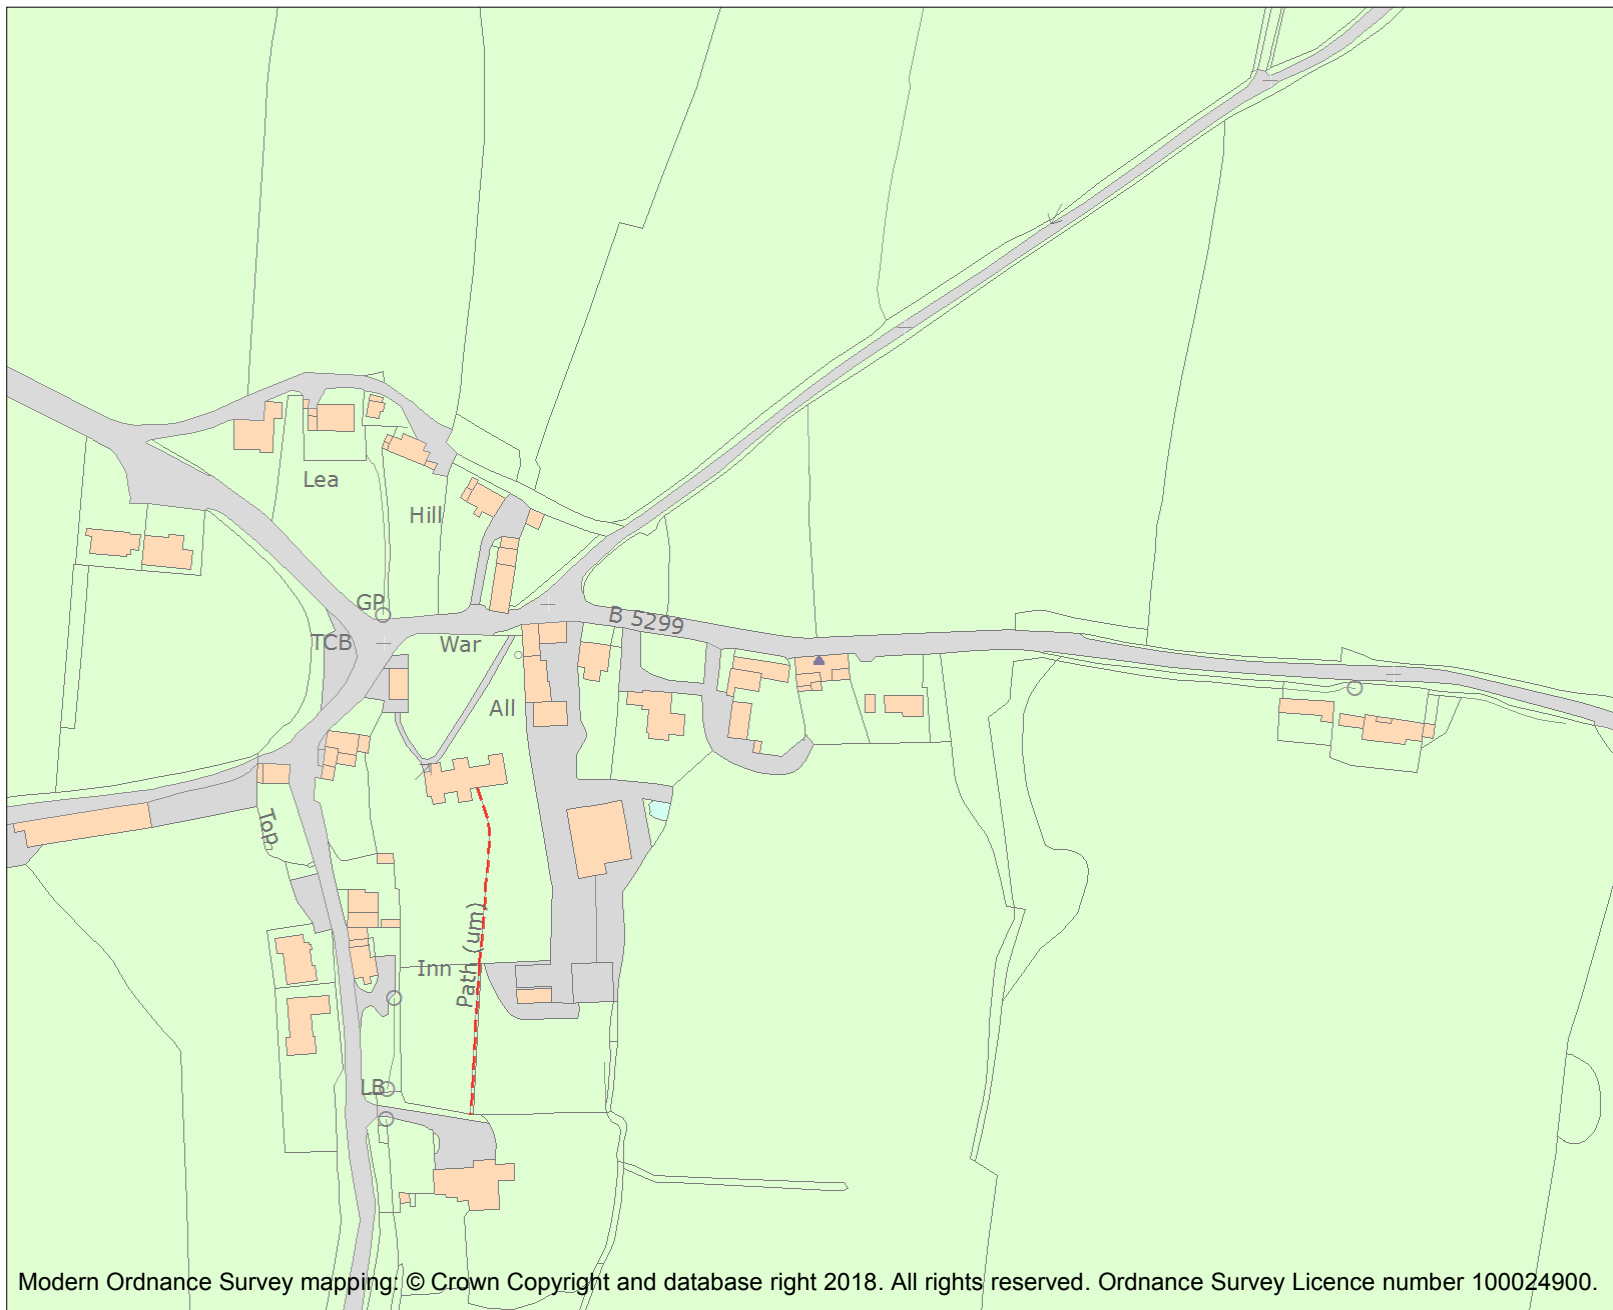 Lea
Hill
GP
B 5299
TCB
War
All
Top
Path (um)
Inn
LB
Modern Ordnance Survey mapping: © Crown Copyright and database right 2018. All rights reserved. Ordnance Survey Licence number 100024900.